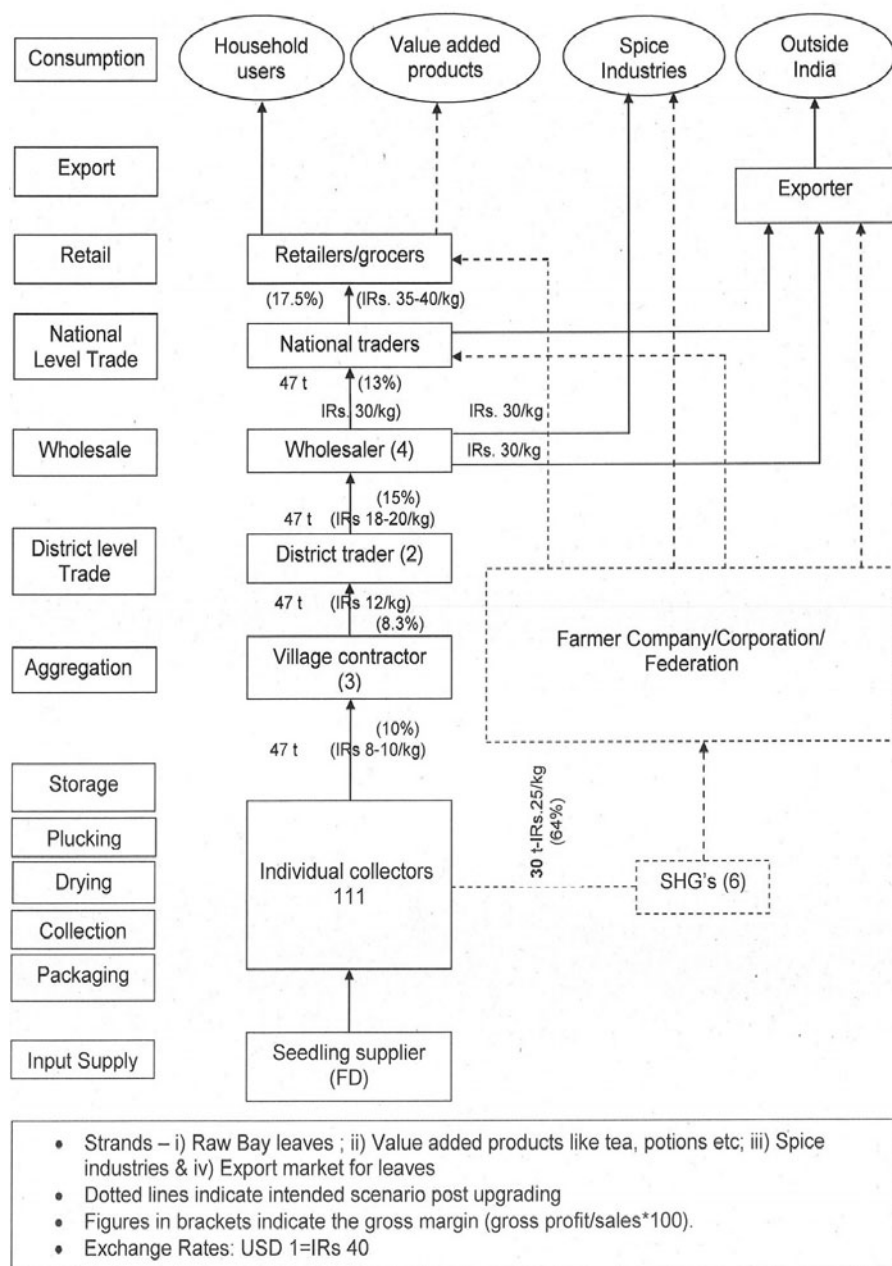 Consumption
Household
users
Value added
products
Spice
Industries
Outside
India
Export
Exporter
Retail
Retailers/grocers
(17.5%)
(IRs. 35-40/kg)
National
Level Trade
National traders
47 t
(13%)
IRs. 30/kg)
IRs. 30/kg
Wholesale
Wholesaler (4)
IRs. 30/kg
(15%)
47 t
(IRs 18-20/kg)
District level
Trade
District trader (2)
47 t
(IRs 12/kg)
(8.3%)
Farmer Company/Corporation/
Federation
Aggregation
Village contractor
(3)
(10%)
47 t
(IRs 8-10/kg)
Storage
Plucking
Drying
Collection
Packaging
Individual collectors
111
30 t-IRs.25/kg
(64%)
SHG's (6)
Input Supply
Seedling supplier
(FD)
• Strands – i) Raw Bay leaves ; ii) Value added products like tea, potions etc; iii) Spice
industries & iv) Export market for leaves
• Dotted lines indicate intended scenario post upgrading
• Figures in brackets indicate the gross margin (gross profit/sales*100).
• Exchange Rates: USD 1=IRs 40